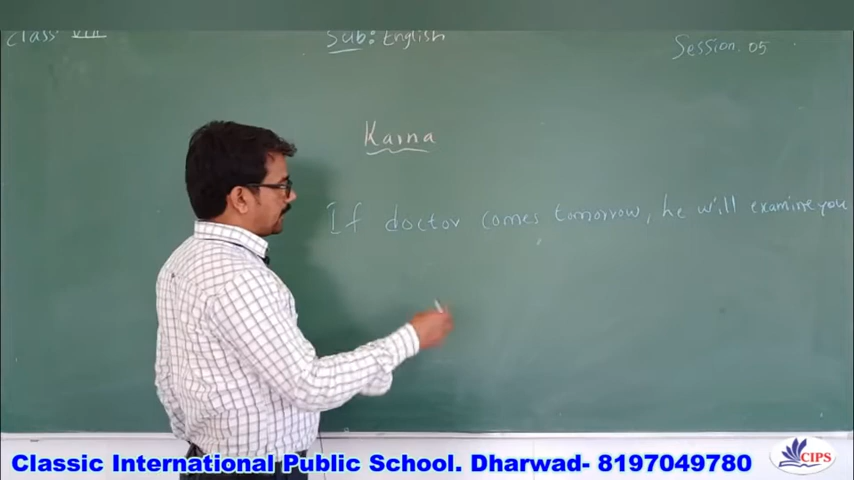 Class VIII
Sub: English
Session. 05
Karna
If doctor comes tomorrow, he will examine you
Classic International Public School. Dharwad- 8197049780
CIPS